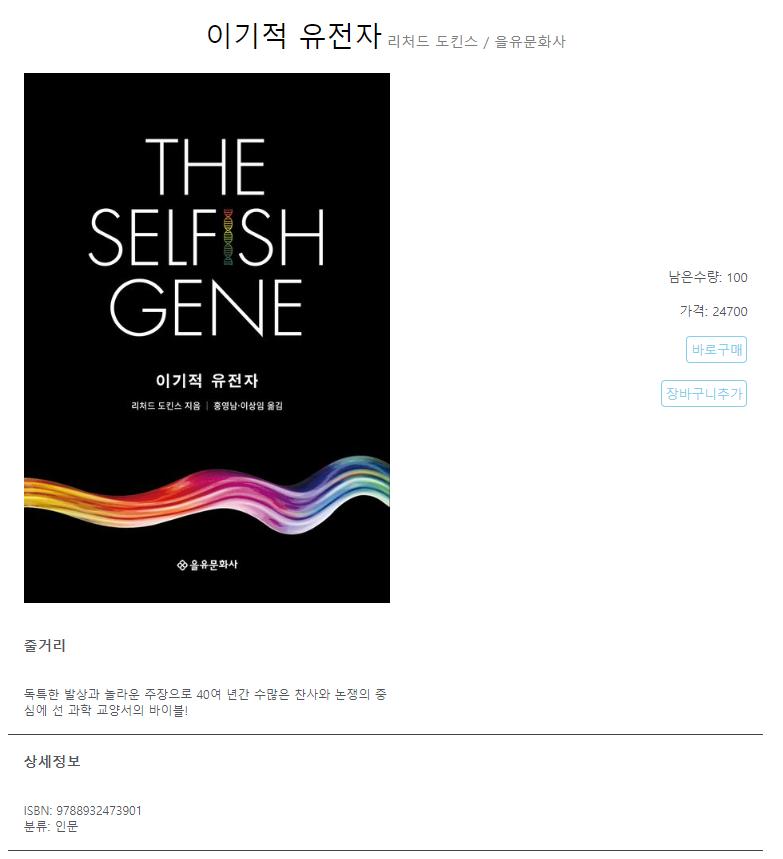 이기적 유전자 리처드 도킨스 / 을유문화사
THE
SELFISH
GENE
이기적 유전자
리처드 도킨스 지음 | 홍영남·이상임 옮김
을유문화사
남은수량: 100
가격: 24700
바로구매
장바구니추가
줄거리
독특한 발상과 놀라운 주장으로 40여 년간 수많은 찬사와 논쟁의 중
심에 선 과학 교양서의 바이블!
상세정보
ISBN: 9788932473901
분류: 인문